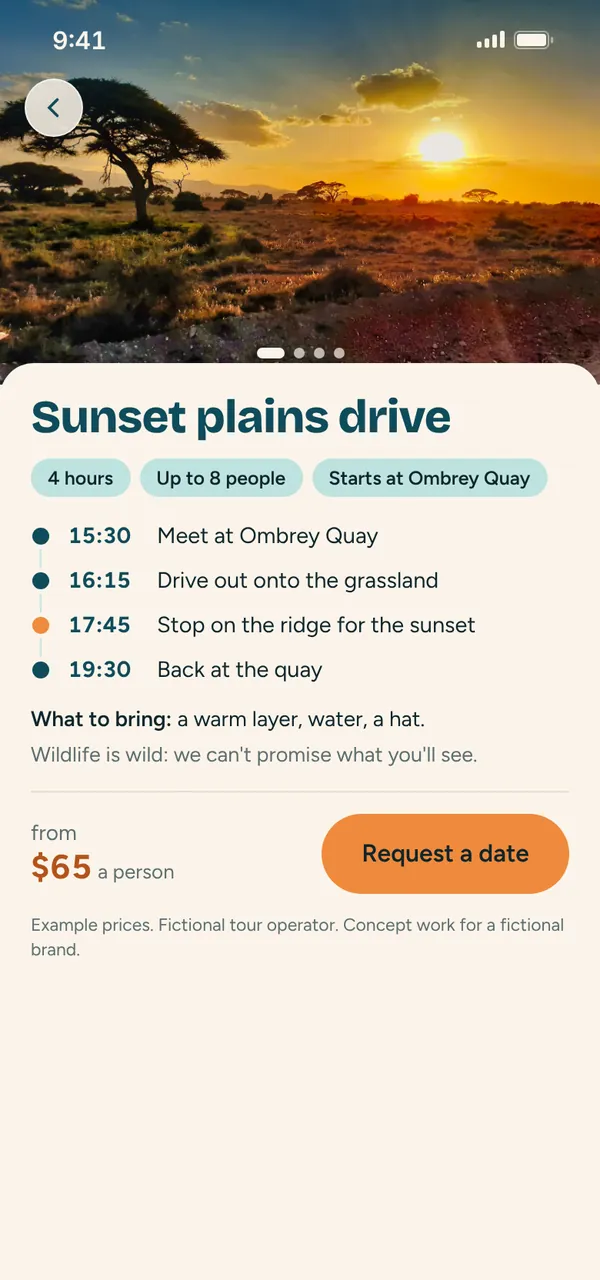 9:41
Sunset plains drive
4 hours Up to 8 people Starts at Ombrey Quay
15:30 Meet at Ombrey Quay
16:15 Drive out onto the grassland
17:45 Stop on the ridge for the sunset
19:30 Back at the quay
What to bring: a warm layer, water, a hat.
Wildlife is wild: we can't promise what you'll see.
from
$65 a person
Request a date
Example prices. Fictional tour operator. Concept work for a fictional
brand.